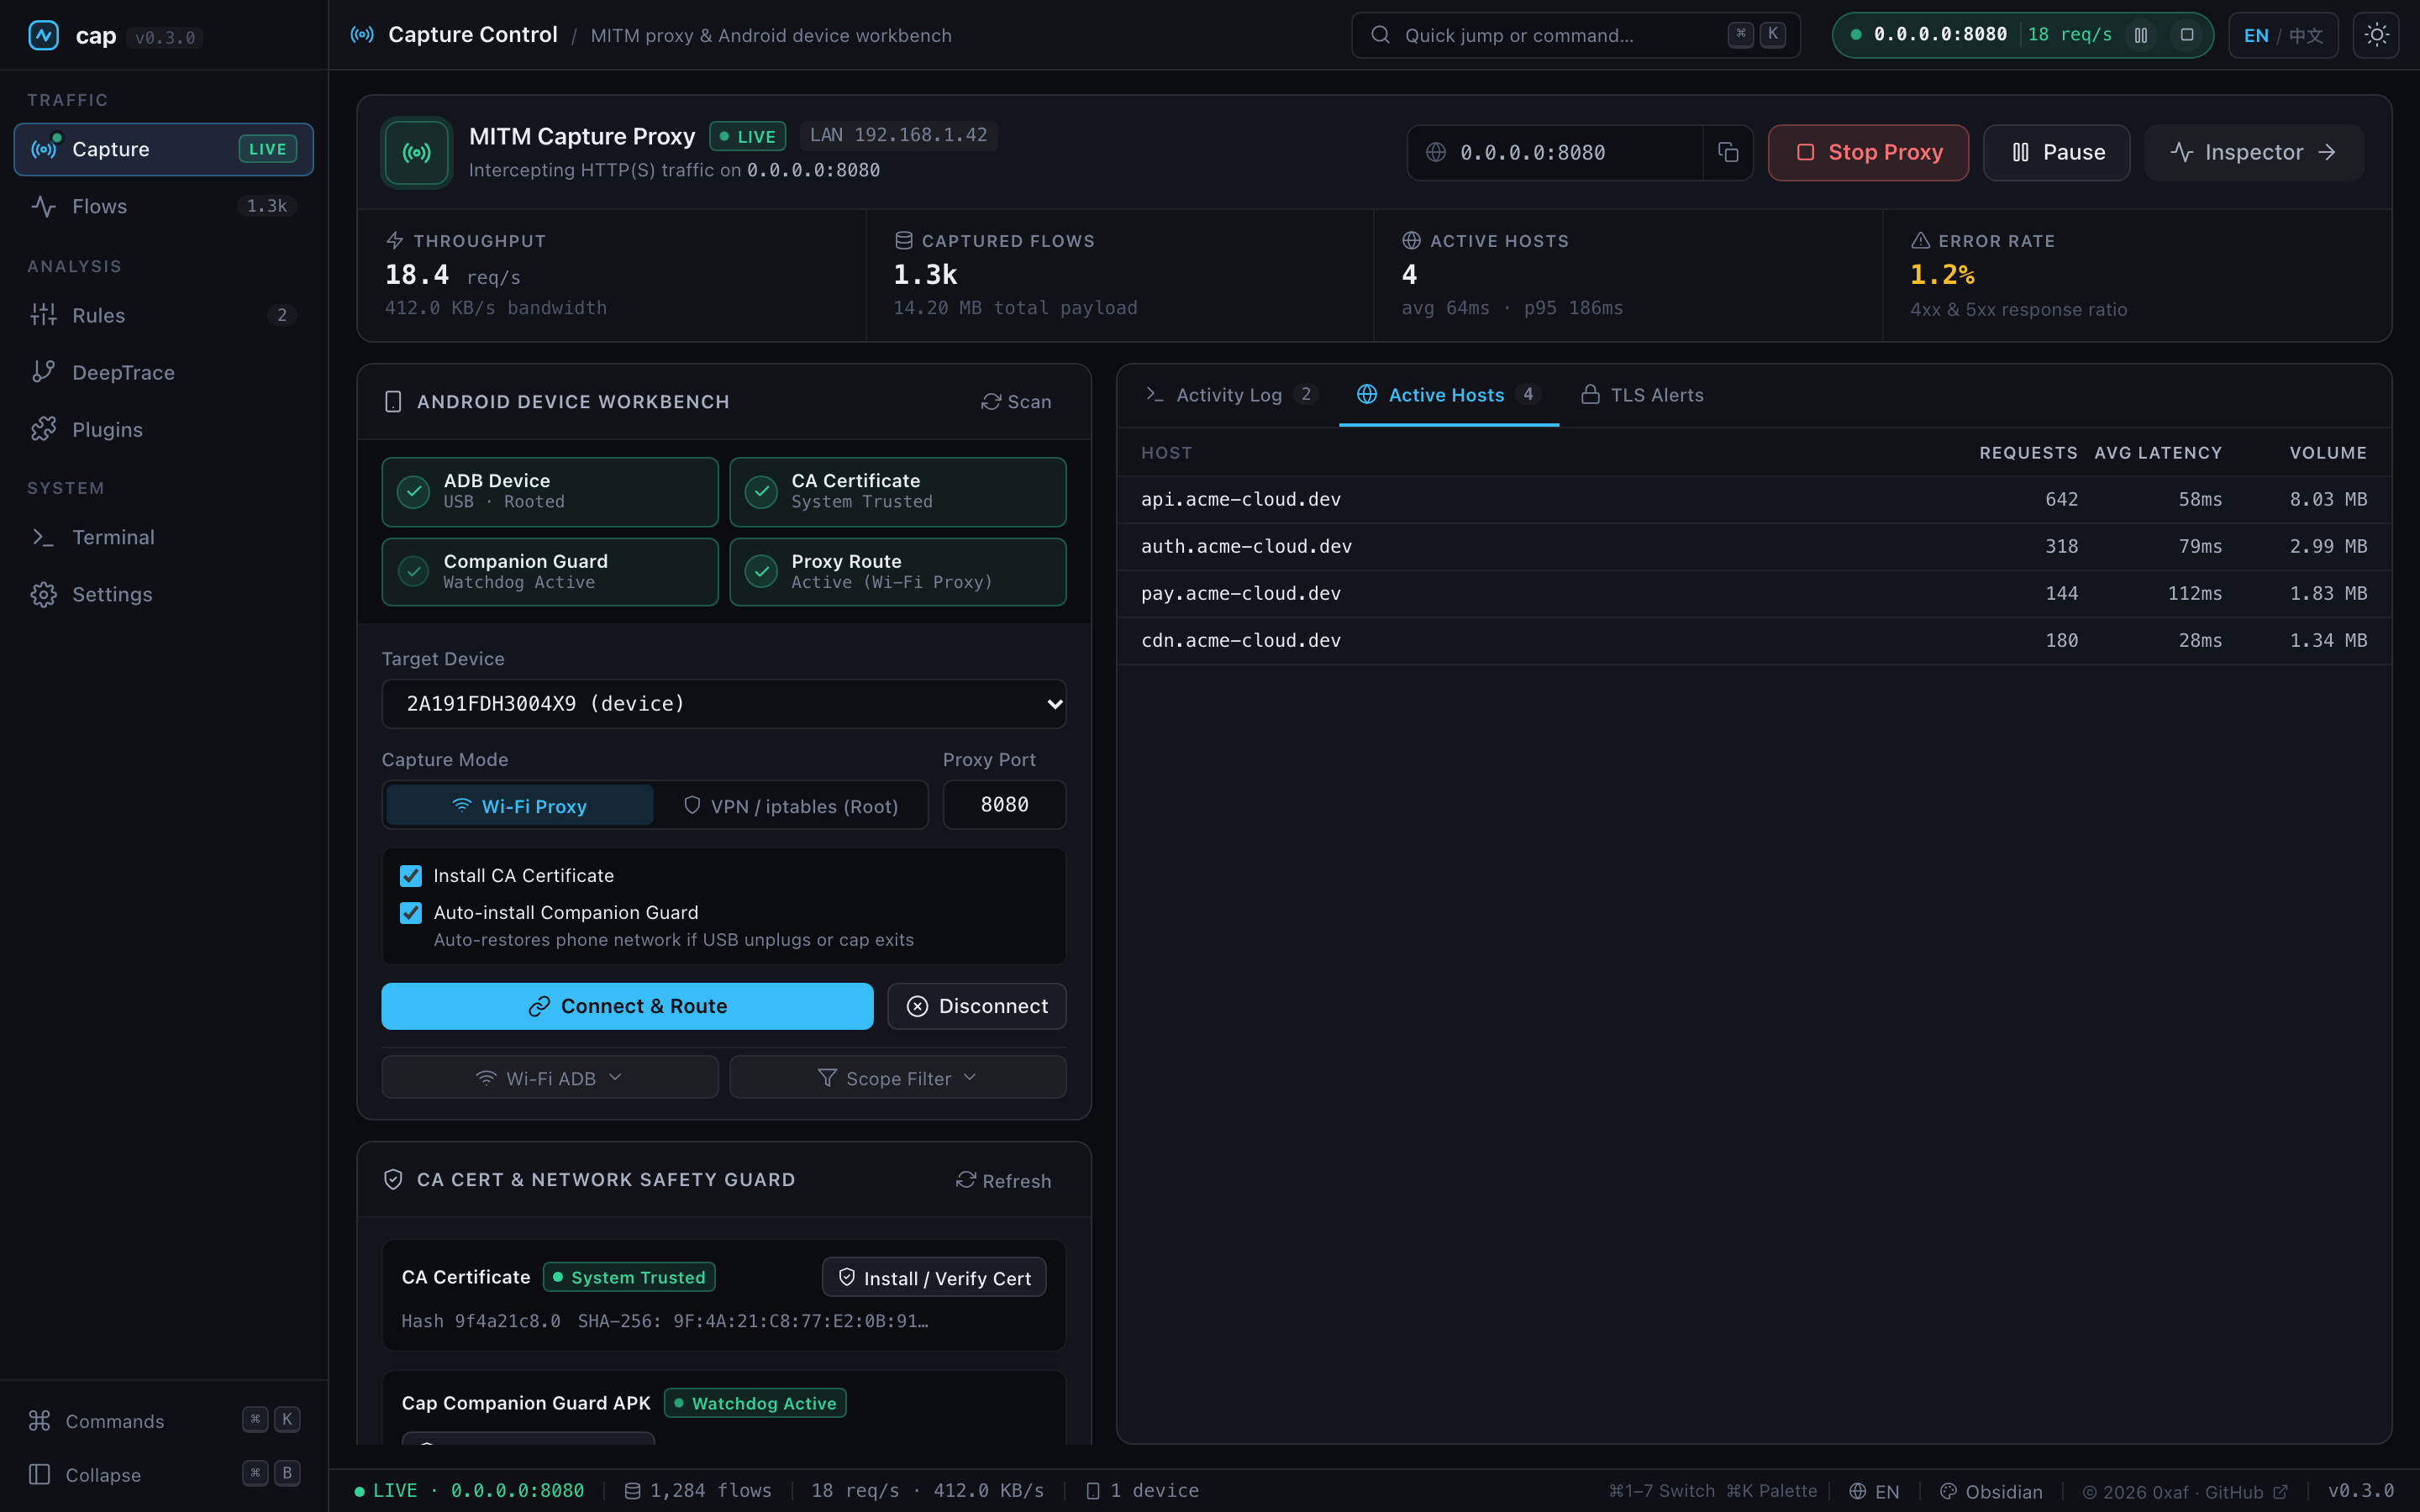 cap v0.3.0
Capture Control / MITM proxy & Android device workbench
Quick jump or command... ⌘ K
0.0.0.0:8080 18 req/s
EN / 中文
TRAFFIC
Capture LIVE
Flows 1.3k
ANALYSIS
Rules 2
DeepTrace
Plugins
SYSTEM
Terminal
Settings
Commands ⌘ K
Collapse ⌘ B
MITM Capture Proxy LIVE LAN 192.168.1.42
Intercepting HTTP(S) traffic on 0.0.0.0:8080
0.0.0.0:8080
Stop Proxy
Pause
Inspector →
THROUGHPUT
18.4 req/s
412.0 KB/s bandwidth
CAPTURED FLOWS
1.3k
14.20 MB total payload
ACTIVE HOSTS
4
avg 64ms · p95 186ms
ERROR RATE
1.2%
4xx & 5xx response ratio
ANDROID DEVICE WORKBENCH Scan
ADB Device
USB · Rooted
CA Certificate
System Trusted
Companion Guard
Watchdog Active
Proxy Route
Active (Wi-Fi Proxy)
Target Device
2A191FDH3004X9 (device)
Capture Mode Proxy Port
Wi-Fi Proxy VPN / iptables (Root) 8080
Install CA Certificate
Auto-install Companion Guard
Auto-restores phone network if USB unplugs or cap exits
Connect & Route Disconnect
Wi-Fi ADB Scope Filter
CA CERT & NETWORK SAFETY GUARD Refresh
CA Certificate System Trusted Install / Verify Cert
Hash 9f4a21c8.0 SHA-256: 9F:4A:21:C8:77:E2:0B:91…
Cap Companion Guard APK Watchdog Active
Activity Log 2 Active Hosts 4 TLS Alerts
HOST REQUESTS AVG LATENCY VOLUME
api.acme-cloud.dev 642 58ms 8.03 MB
auth.acme-cloud.dev 318 79ms 2.99 MB
pay.acme-cloud.dev 144 112ms 1.83 MB
cdn.acme-cloud.dev 180 28ms 1.34 MB
LIVE · 0.0.0.0:8080 1,284 flows 18 req/s · 412.0 KB/s 1 device
⌘1–7 Switch ⌘K Palette EN Obsidian © 2026 0xaf · GitHub v0.3.0